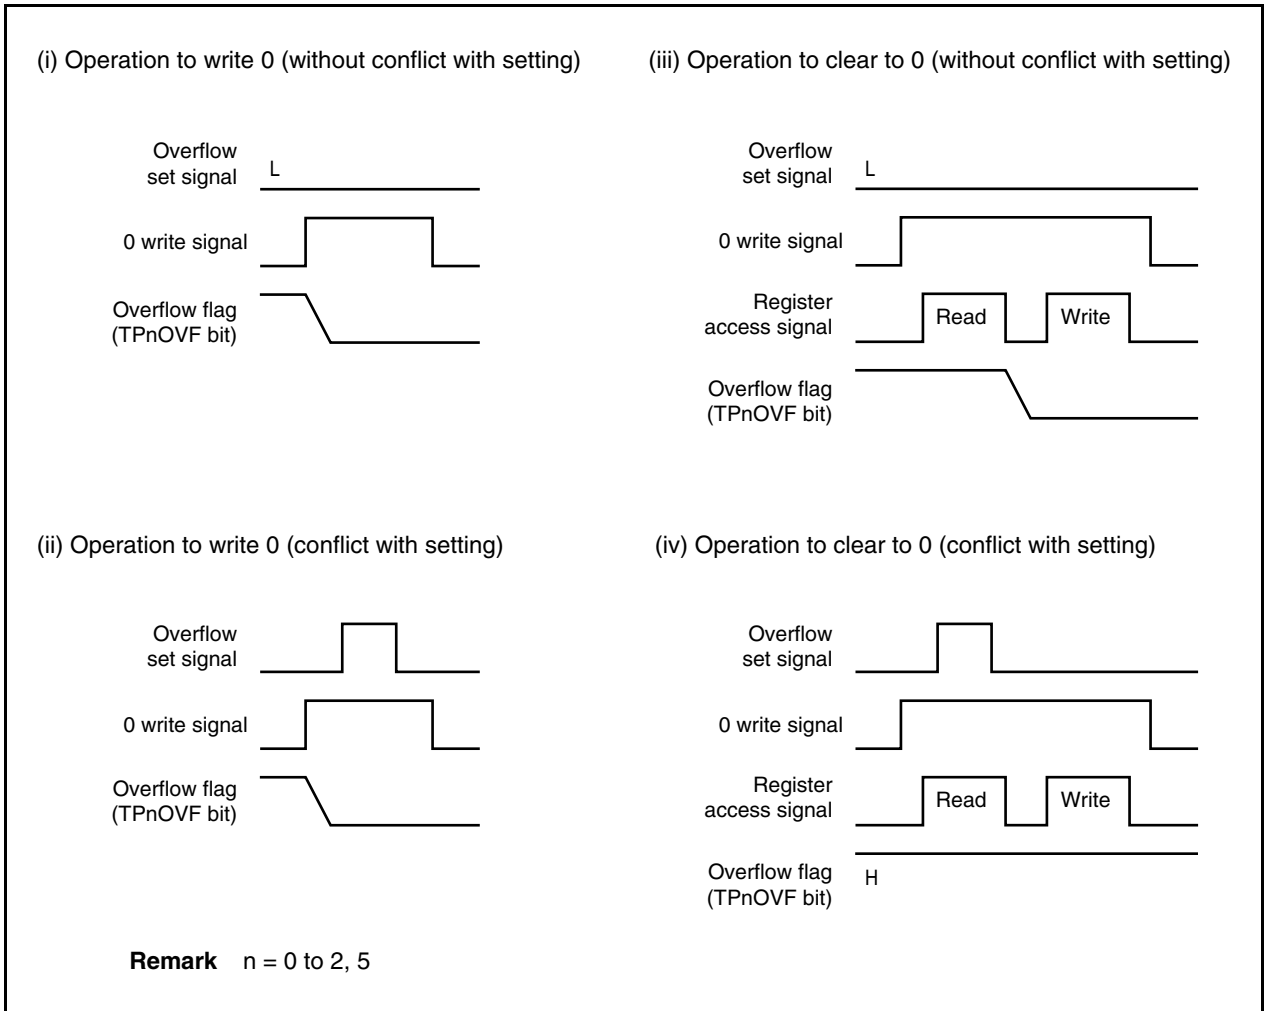 (i) Operation to write 0 (without conflict with setting)
Overflow
set signal
L
0 write signal
Overflow flag
(TPnOVF bit)
(iii) Operation to clear to 0 (without conflict with setting)
Overflow
set signal
L
0 write signal
Register
access signal
Read
Write
Overflow flag
(TPnOVF bit)
(ii) Operation to write 0 (conflict with setting)
Overflow
set signal
0 write signal
Overflow flag
(TPnOVF bit)
(iv) Operation to clear to 0 (conflict with setting)
Overflow
set signal
0 write signal
Register
access signal
Read
Write
Overflow flag
(TPnOVF bit)
H
Remark n = 0 to 2, 5